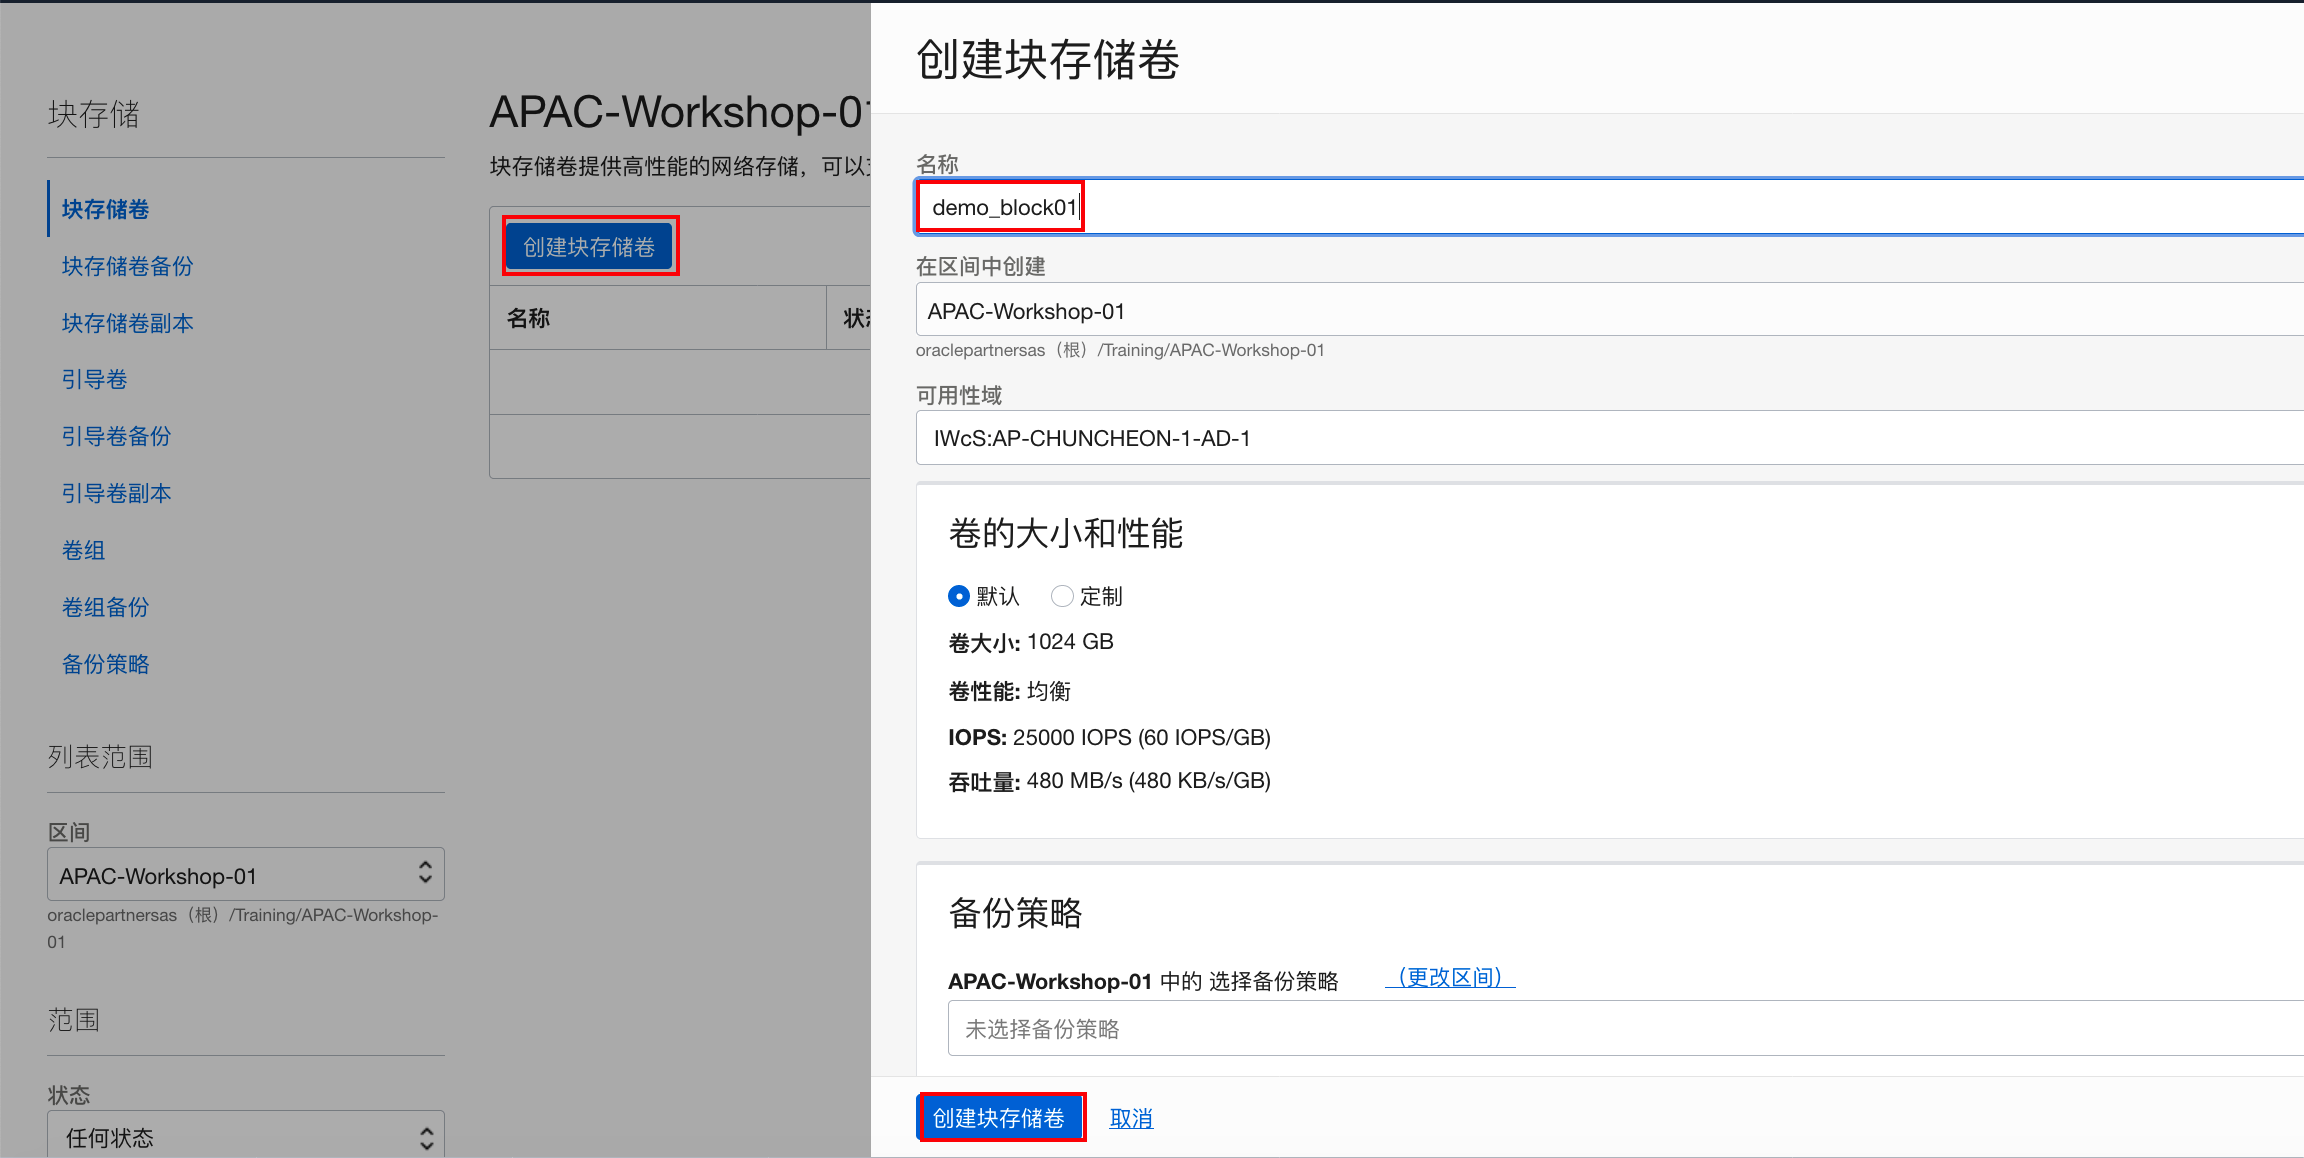 块存储
块存储卷
块存储卷备份
块存储卷副本
引导卷
引导卷备份
引导卷副本
卷组
卷组备份
备份策略
列表范围
区间
APAC-Workshop-01
oraclepartnersas（根）/Training/APAC-Workshop-
01
范围
状态
任何状态
APAC-Workshop-01
块存储卷提供高性能的网络存储，可以
创建块存储卷
名称
创建块存储卷
名称
demo_block01
在区间中创建
APAC-Workshop-01
oraclepartnersas（根）/Training/APAC-Workshop-01
可用性域
IWcS:AP-CHUNCHEON-1-AD-1
卷的大小和性能
默认 定制
卷大小: 1024 GB
卷性能: 均衡
IOPS: 25000 IOPS (60 IOPS/GB)
吞吐量: 480 MB/s (480 KB/s/GB)
备份策略
APAC-Workshop-01 中的 选择备份策略 （更改区间）
未选择备份策略
创建块存储卷 取消